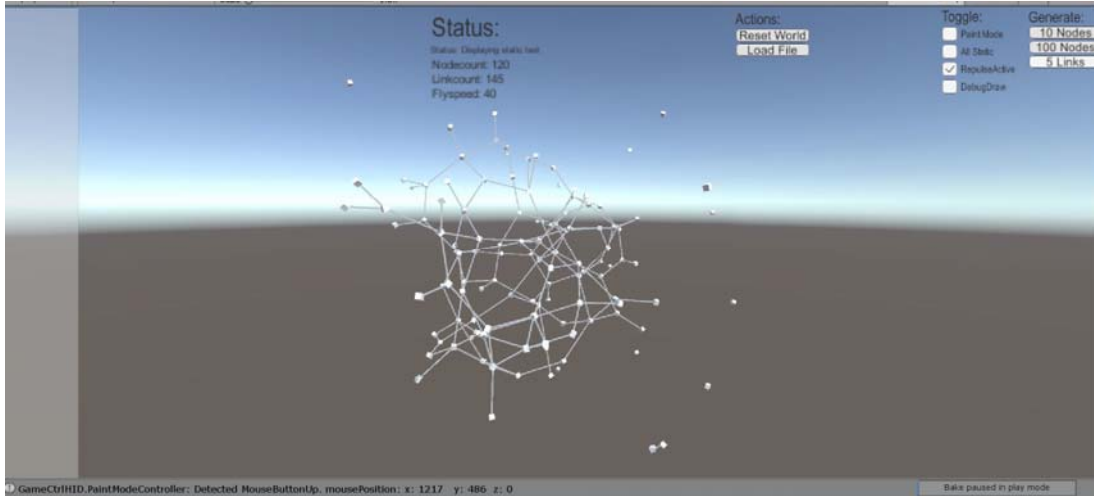 Status:
Status: Displaying static text
Nodecount: 120
Linkcount: 145
Flyspeed: 40
Actions:
Reset World
Load File
Toggle:
Paint Mode
All Static
RepulseActive
DebugDraw
Generate:
10 Nodes
100 Nodes
5 Links
GameCtrlHID.PaintModeController: Detected MouseButtonUp. mousePosition: x: 1217 y: 486 z: 0
Bake paused in play mode